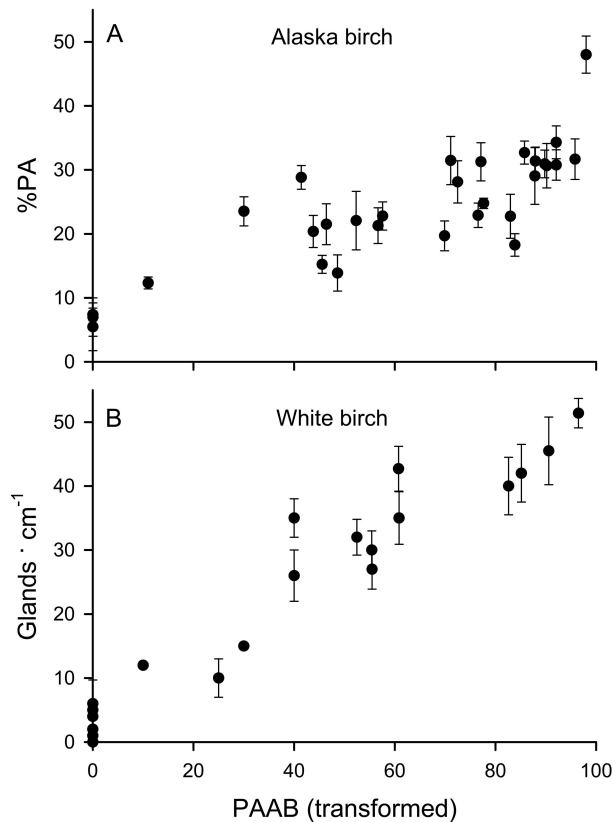 A
Alaska birch
50
40
30
20
10
0
%PA
B
White birch
50
40
30
20
10
0
Glands · cm⁻¹
0 20 40 60 80 100
PAAB (transformed)